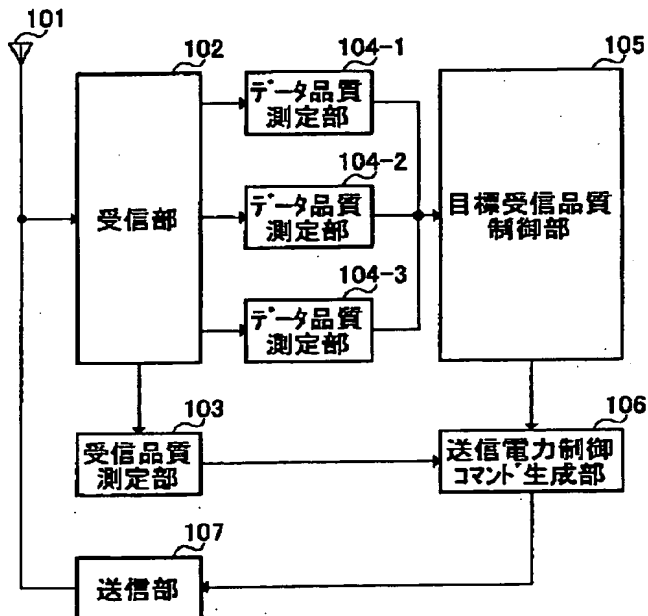 101
102
104-1
105
データ品質
測定部
104-2
受信部
データ品質
測定部
目標受信品質
制御部
104-3
データ品質
測定部
103
106
受信品質
測定部
送信電力制御
コマンド生成部
107
送信部